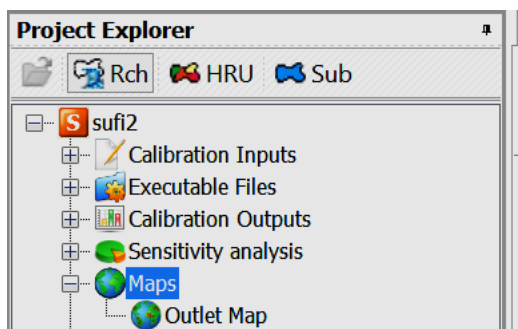 Project Explorer
Rch HRU Sub
S sufi2
Calibration Inputs
Executable Files
Calibration Outputs
Sensitivity analysis
Maps
Outlet Map